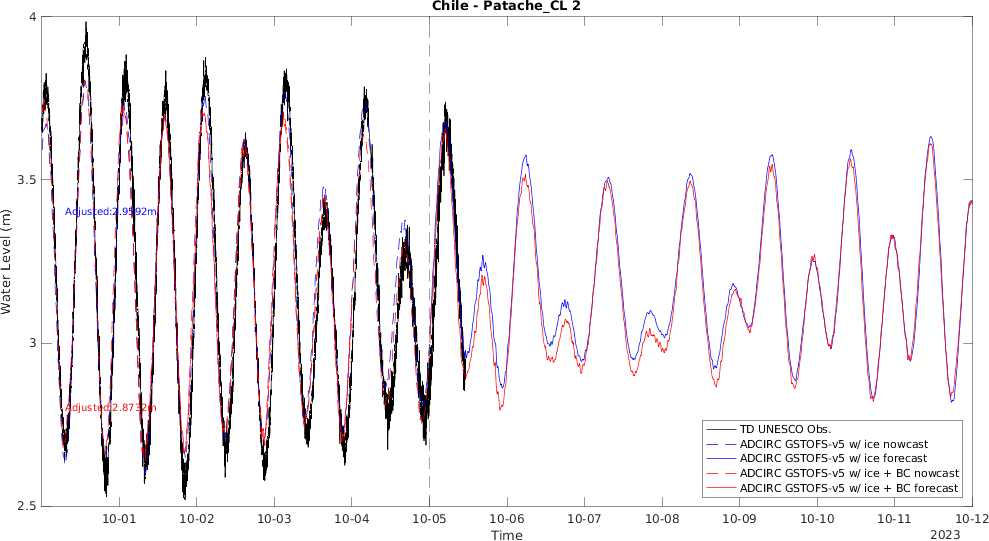 Chile - Patache_CL 2
Water Level (m)
4
3.5
3
2.5
Adjusted:2.9592m
Adjusted:2.8732m
TD UNESCO Obs.
ADCIRC GSTOFS-v5 w/ ice nowcast
ADCIRC GSTOFS-v5 w/ ice forecast
ADCIRC GSTOFS-v5 w/ ice + BC nowcast
ADCIRC GSTOFS-v5 w/ ice + BC forecast
10-01 10-02 10-03 10-04 10-05 10-06 10-07 10-08 10-09 10-10 10-11 10-12
Time
2023